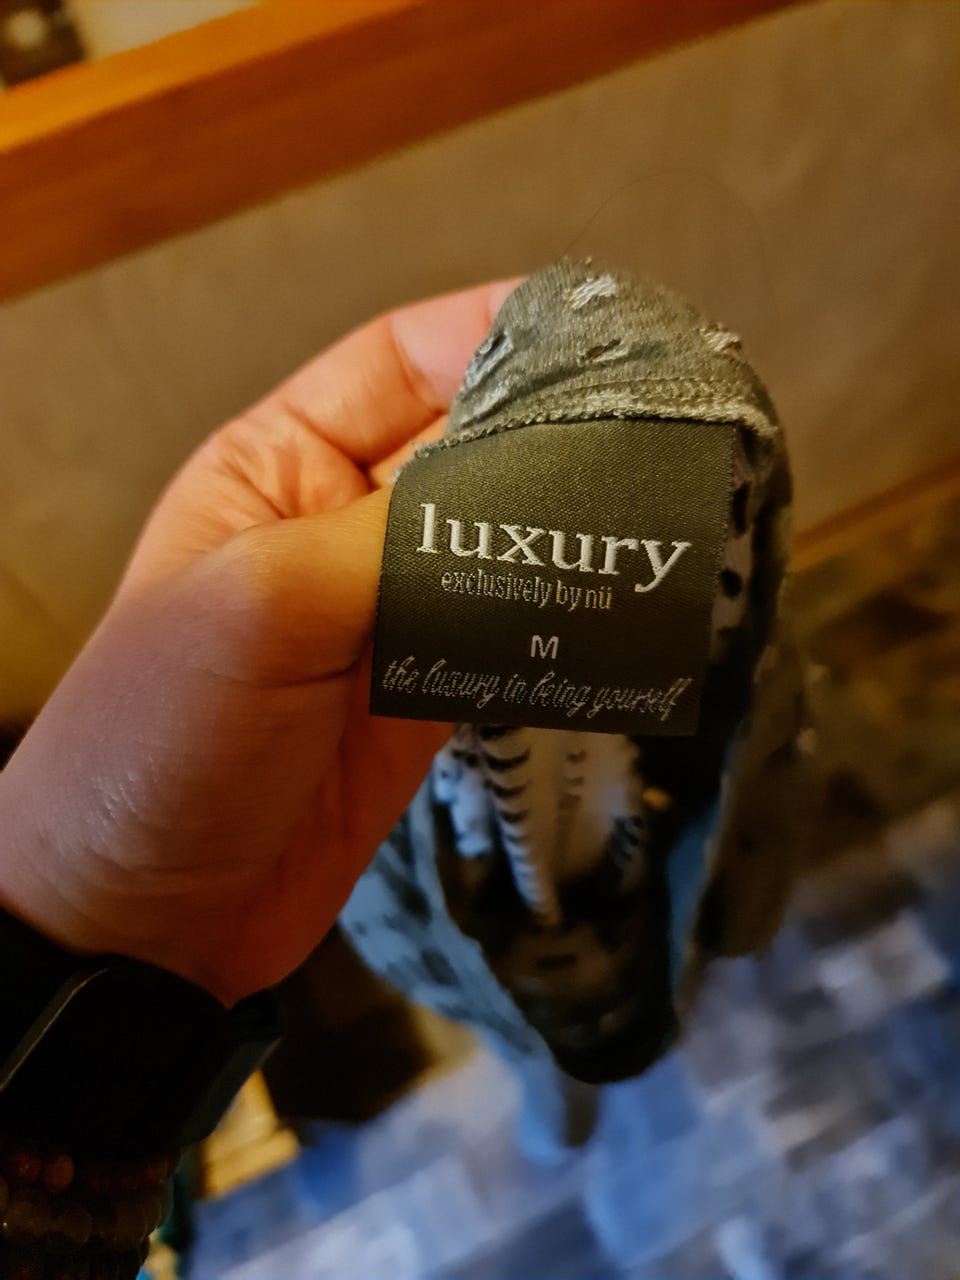 luxury
exclusively by nü
M
the luxury in being yourself